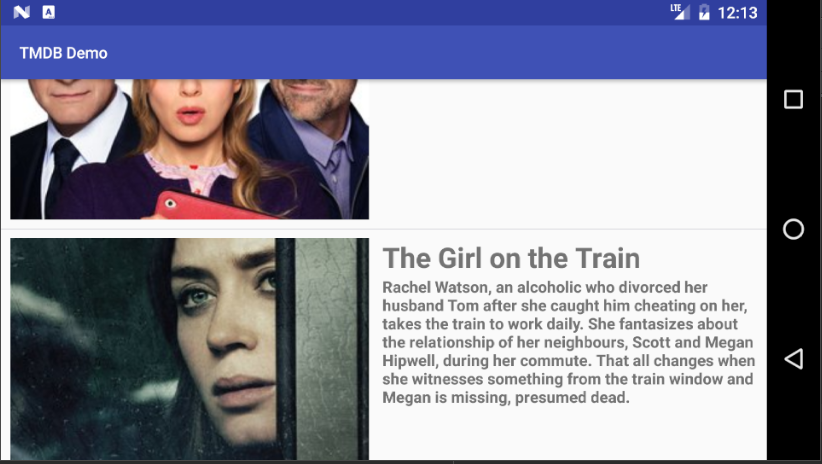 LTE 12:13
TMDB Demo
The Girl on the Train
Rachel Watson, an alcoholic who divorced her
husband Tom after she caught him cheating on her,
takes the train to work daily. She fantasizes about
the relationship of her neighbours, Scott and Megan
Hipwell, during her commute. That all changes when
she witnesses something from the train window and
Megan is missing, presumed dead.